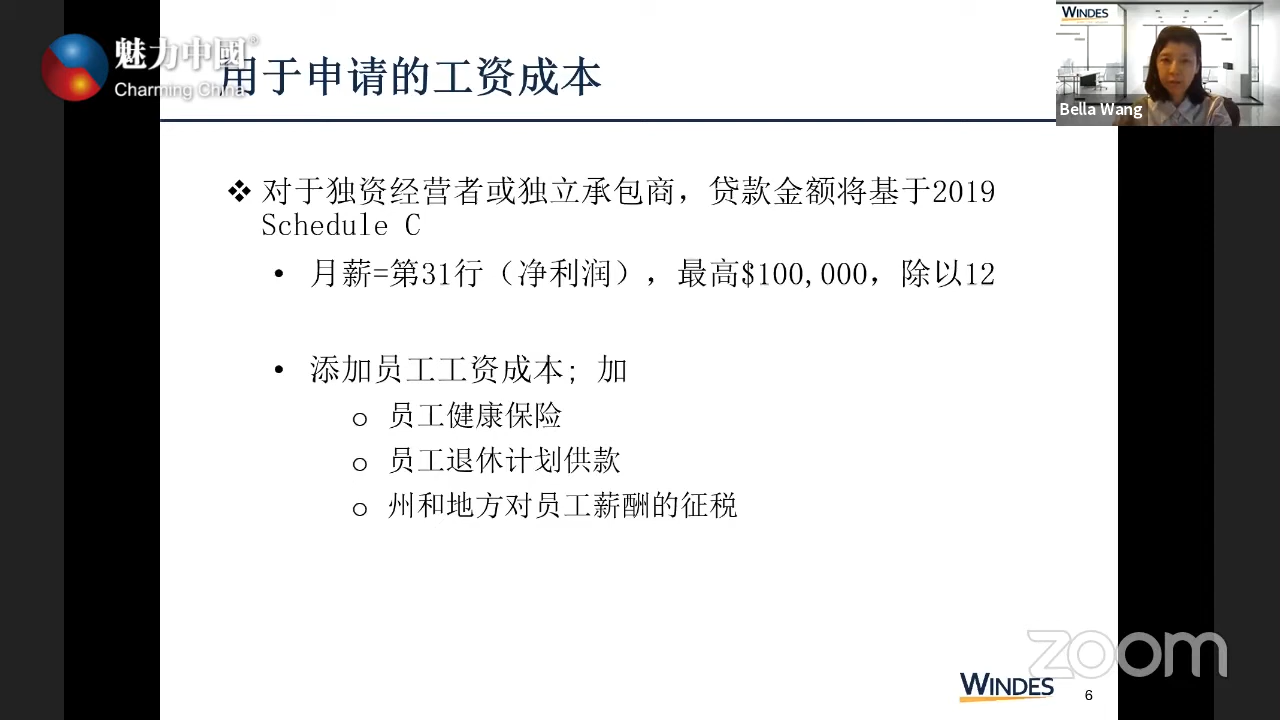 魅力中國®
Charming China
用于申请的工资成本
WINDES
Bella Wang
❖ 对于独资经营者或独立承包商，贷款金额将基于2019
Schedule C
• 月薪=第31行（净利润），最高$100,000，除以12
• 添加员工工资成本; 加
o 员工健康保险
o 员工退休计划供款
o 州和地方对员工薪酬的征税
zoom
WINDES
6